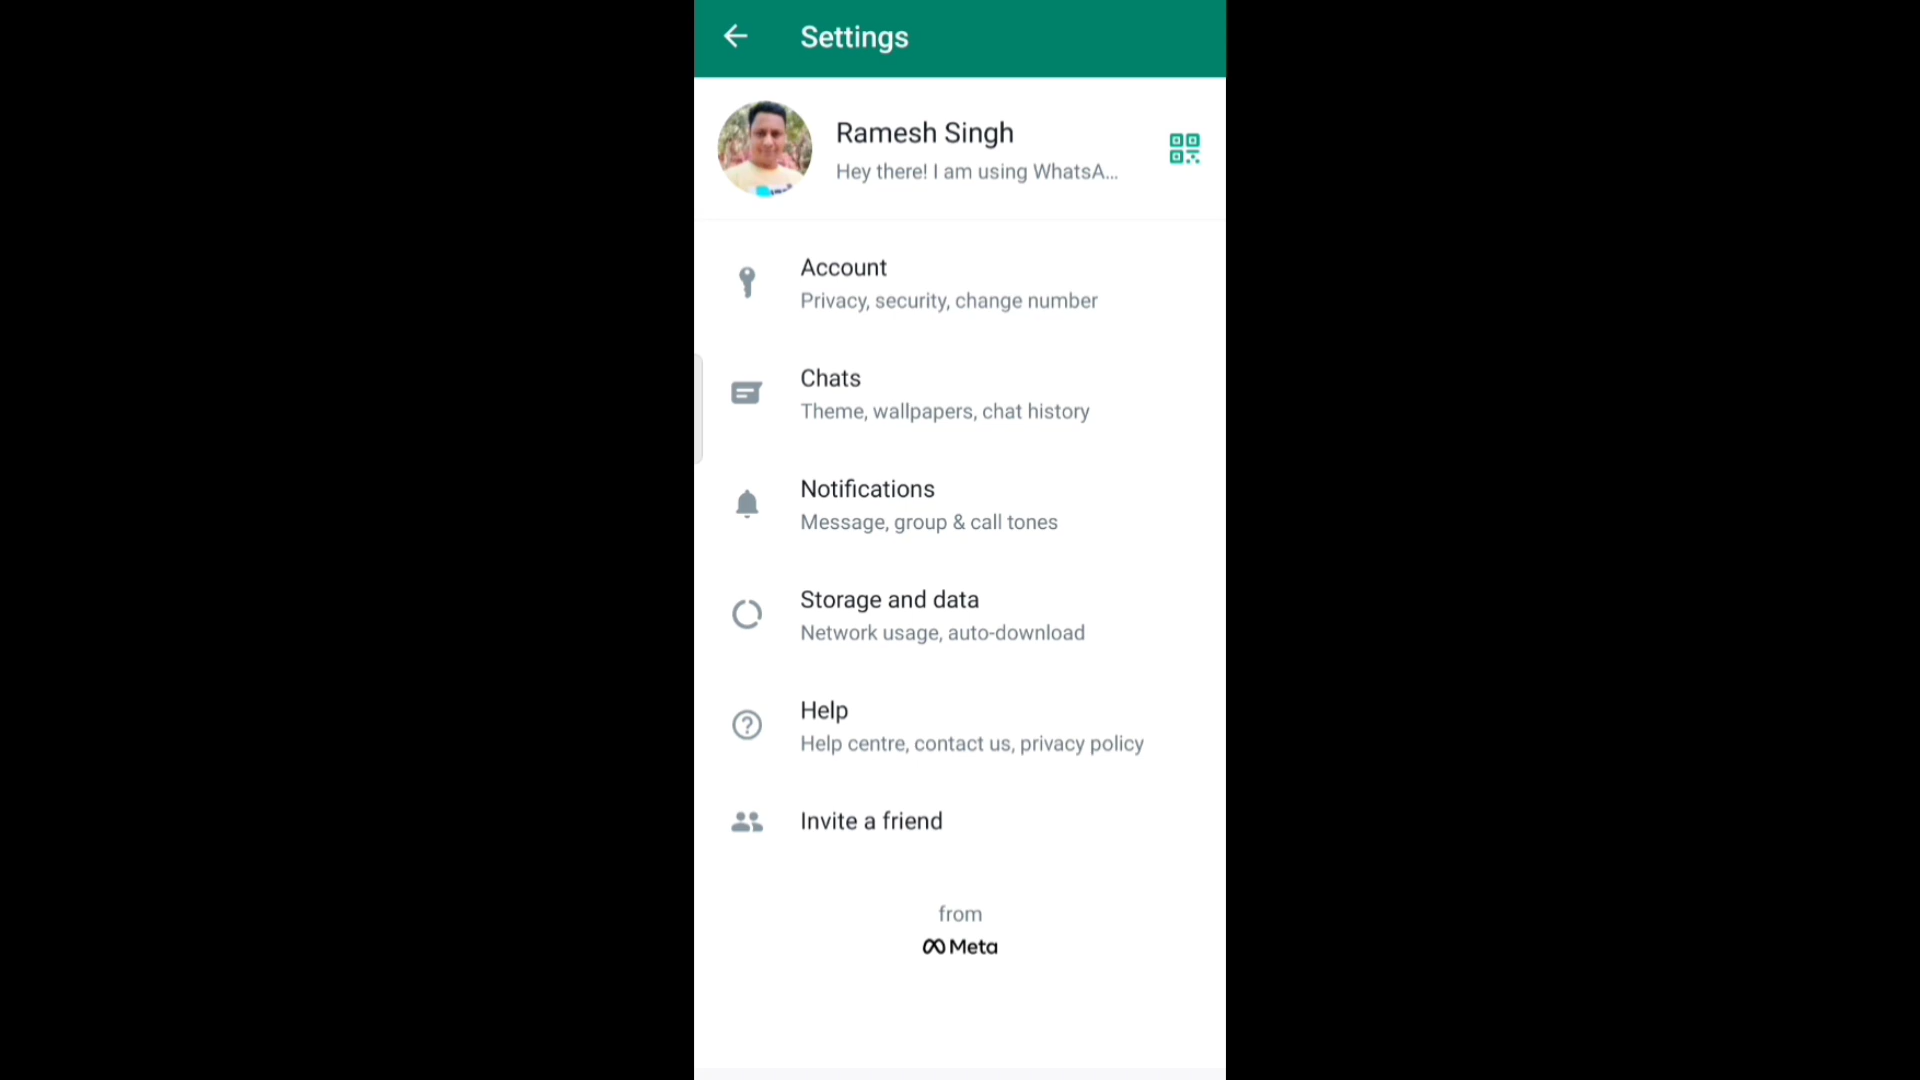 Settings
Ramesh Singh
Hey there! I am using WhatsA...
Account
Privacy, security, change number
Chats
Theme, wallpapers, chat history
Notifications
Message, group & call tones
Storage and data
Network usage, auto-download
Help
Help centre, contact us, privacy policy
Invite a friend
from
Meta